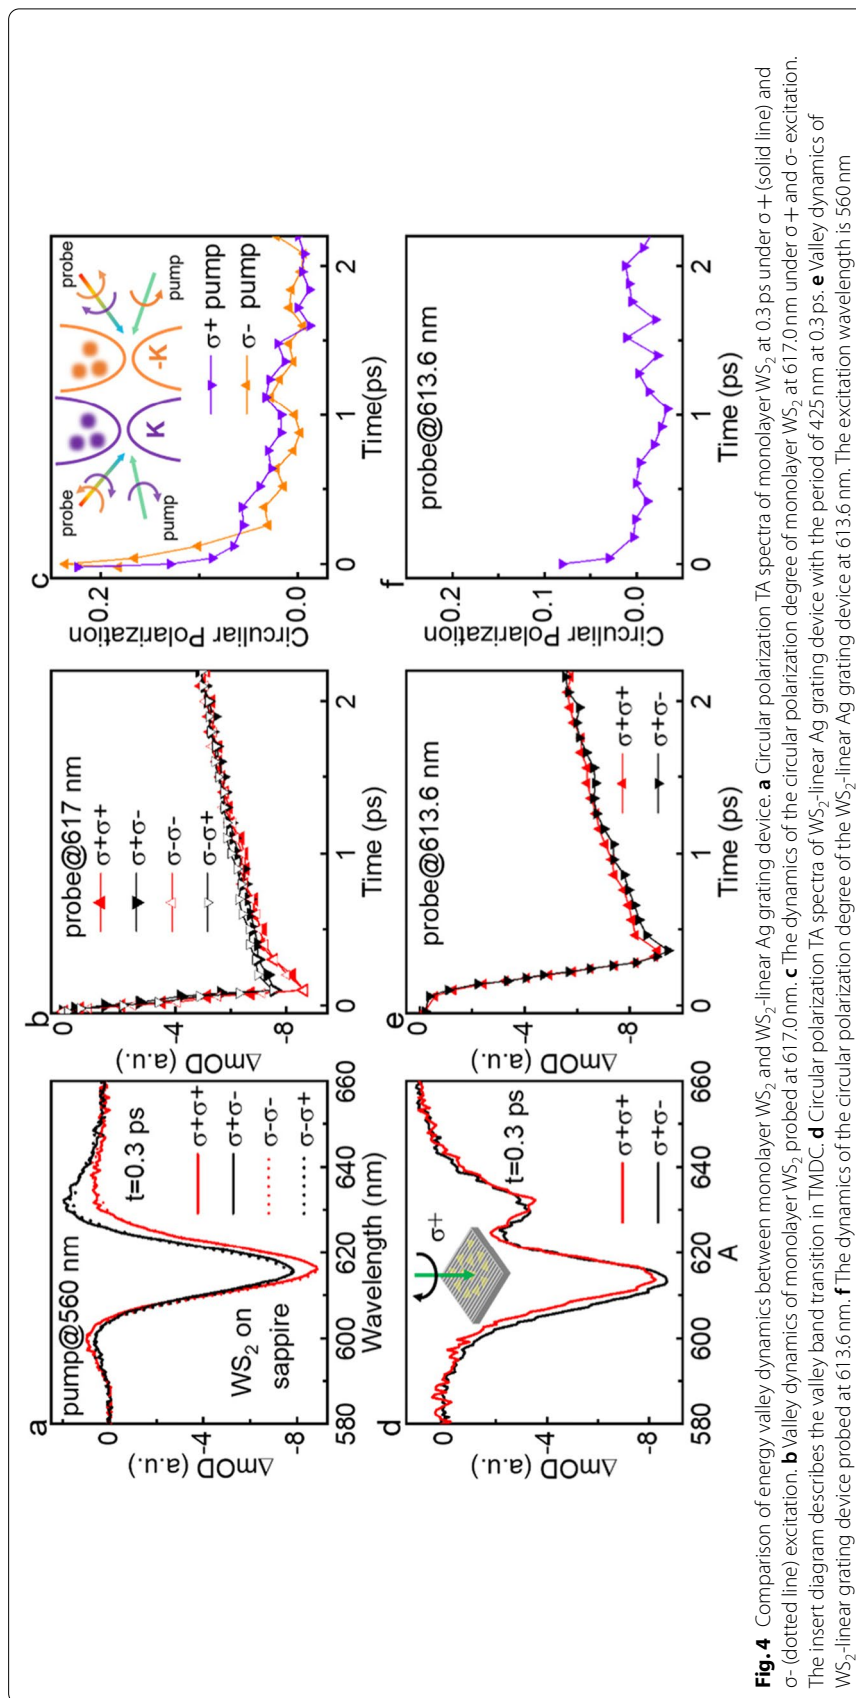 a
pump@560 nm
t=0.3 ps
σ+σ+
σ+σ-
σ-σ-
σ-σ+
WS2 on
sappire
0
-4
-8
ΔmOD (a.u.)
580 600 620 640 660
Wavelength (nm)
b
probe@617 nm
σ+σ+
σ+σ-
σ-σ-
σ-σ+
0
-4
-8
ΔmOD (a.u.)
0 1 2
Time (ps)
c
probe
pump
K
-K
probe
pump
σ+ pump
σ- pump
0.2
0.0
Circular Polarization
0 1 2
Time(ps)
d
σ+
t=0.3 ps
σ+σ+
σ+σ-
0
-4
-8
ΔmOD (a.u.)
580 600 620 640 660
A
e
probe@613.6 nm
σ+σ+
σ+σ-
0
-4
-8
ΔmOD (a.u.)
0 1 2
Time (ps)
f
probe@613.6 nm
0.2
0.1
0.0
Circular Polarization
0 1 2
Time (ps)
Fig. 4 Comparison of energy valley dynamics between monolayer WS2 and WS2-linear Ag grating device. a Circular polarization TA spectra of monolayer WS2 at 0.3 ps under σ + (solid line) and
σ- (dotted line) excitation. b Valley dynamics of monolayer WS2 probed at 617.0 nm. c The dynamics of the circular polarization degree of monolayer WS2 at 617.0 nm under σ + and σ- excitation.
The insert diagram describes the valley band transition in TMDC. d Circular polarization TA spectra of WS2-linear Ag grating device with the period of 425 nm at 0.3 ps. e Valley dynamics of
WS2-linear grating device probed at 613.6 nm. f The dynamics of the circular polarization degree of the WS2-linear Ag grating device at 613.6 nm. The excitation wavelength is 560 nm